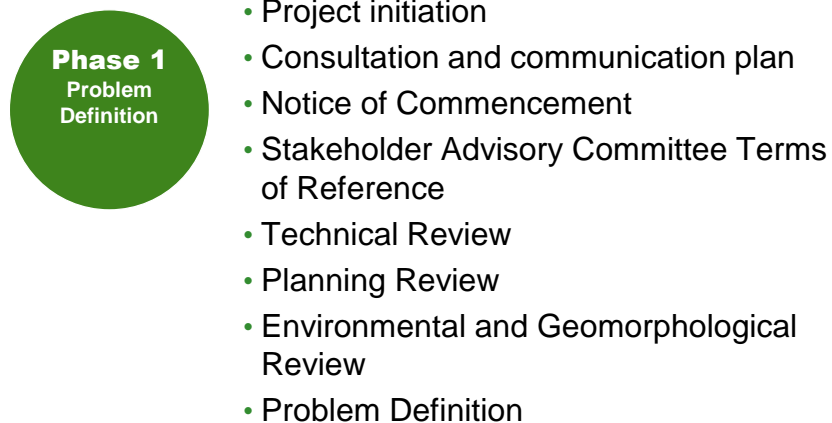 Phase 1
Problem
Definition
• Project initiation
• Consultation and communication plan
• Notice of Commencement
• Stakeholder Advisory Committee Terms
of Reference
• Technical Review
• Planning Review
• Environmental and Geomorphological
Review
• Problem Definition